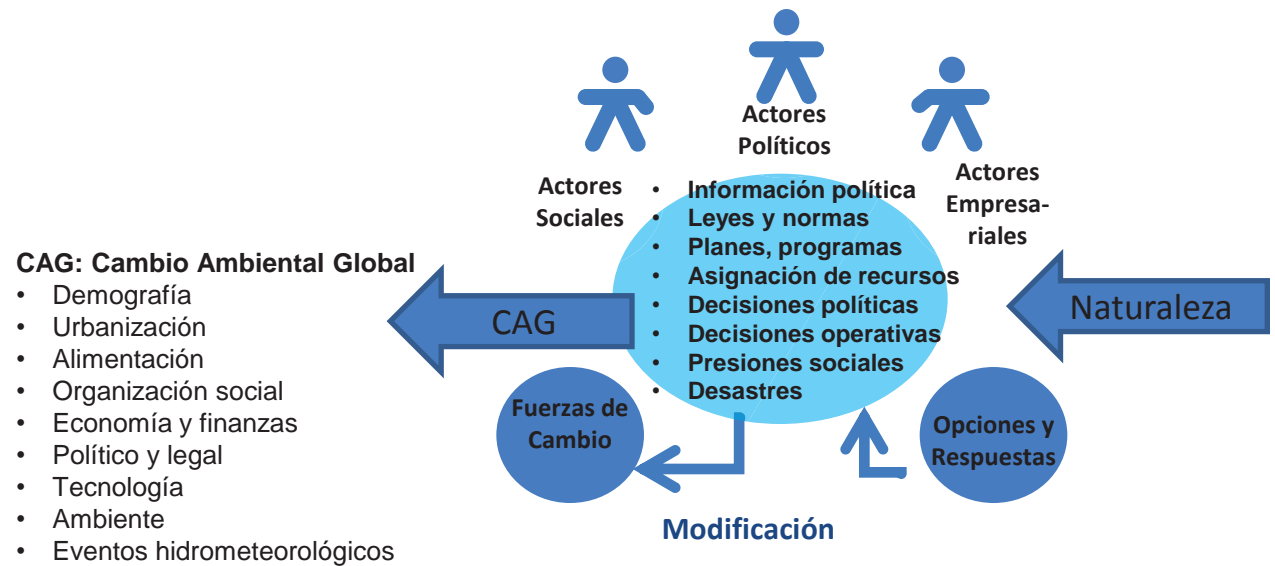 Actores
Políticos
Actores
Sociales
Actores
Empresa-
riales
• Información política
• Leyes y normas
• Planes, programas
• Asignación de recursos
• Decisiones políticas
• Decisiones operativas
• Presiones sociales
• Desastres
CAG: Cambio Ambiental Global
• Demografía
• Urbanización
• Alimentación
• Organización social
• Economía y finanzas
• Político y legal
• Tecnología
• Ambiente
• Eventos hidrometeorológicos
CAG
Naturaleza
Fuerzas de
Cambio
Opciones y
Respuestas
Modificación